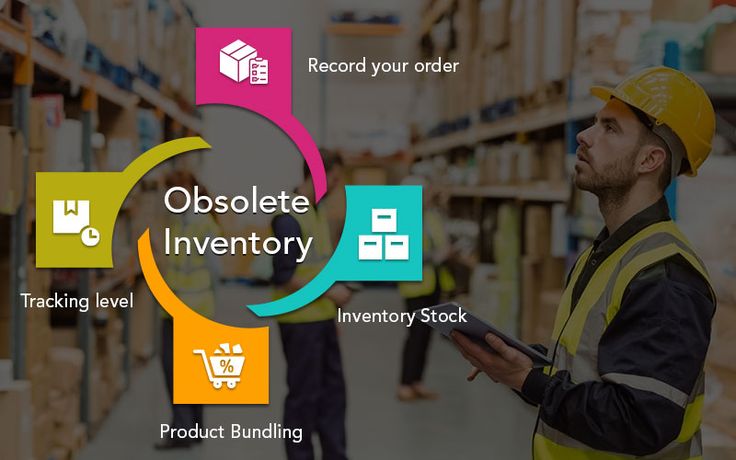 Record your order
Obsolete
Inventory
Tracking level
Inventory Stock
%
Product Bundling